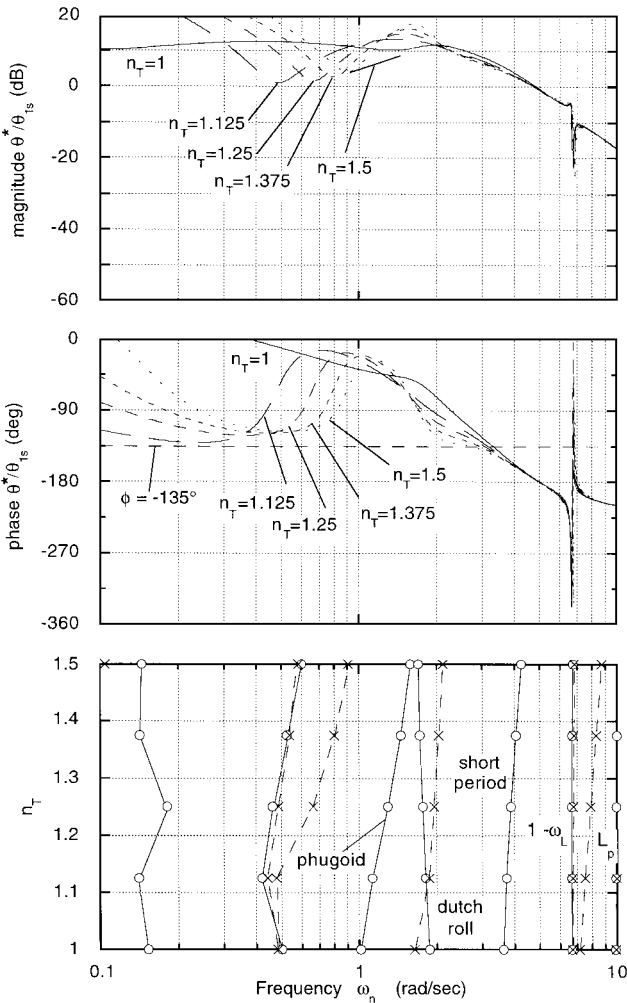 20
0
-20
-40
-60
magnitude θ*/θ1s (dB)
nT=1
nT=1.125
nT=1.25
nT=1.375
nT=1.5
0
-90
-180
-270
-360
phase θ*/θ1s (deg)
nT=1
φ = -135°
nT=1.125
nT=1.25
nT=1.375
nT=1.5
1.5
1.4
1.3
1.2
1.1
1
nT
phugoid
short
period
dutch
roll
1 -ωL
Lp
0.1
1
10
Frequency ωn (rad/sec)